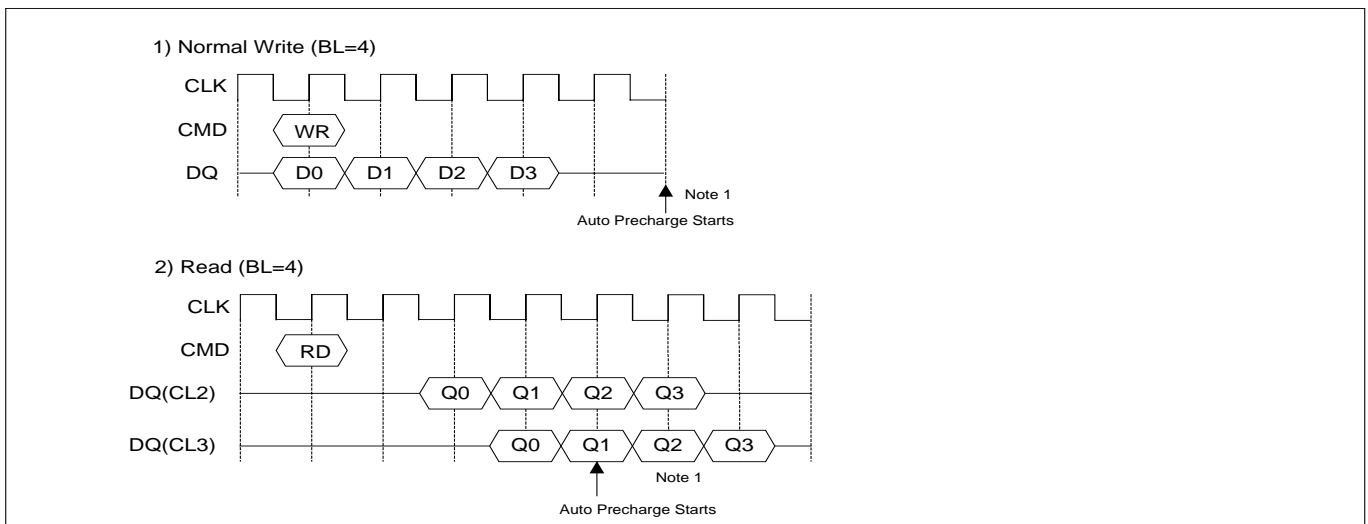 1) Normal Write (BL=4)
CLK
CMD WR
DQ D0 D1 D2 D3
Note 1
Auto Precharge Starts
2) Read (BL=4)
CLK
CMD RD
DQ(CL2) Q0 Q1 Q2 Q3
DQ(CL3) Q0 Q1 Q2 Q3
Note 1
Auto Precharge Starts